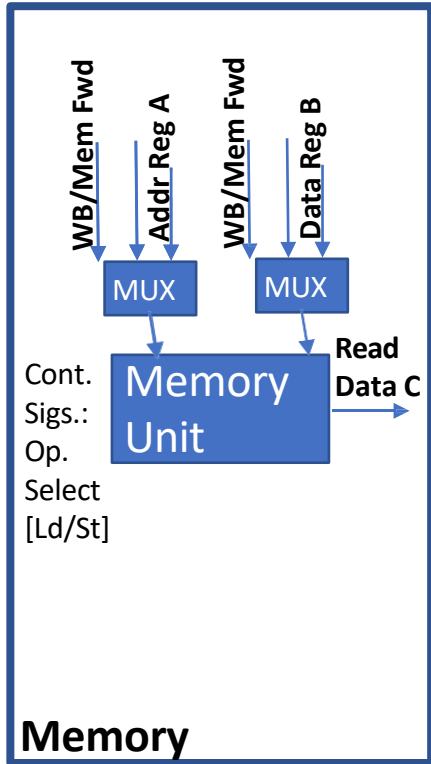 WB/Mem Fwd
Addr Reg A
WB/Mem Fwd
Data Reg B
MUX
MUX
Memory
Unit
Read
Data C
Cont.
Sigs.:
Op.
Select
[Ld/St]
Memory